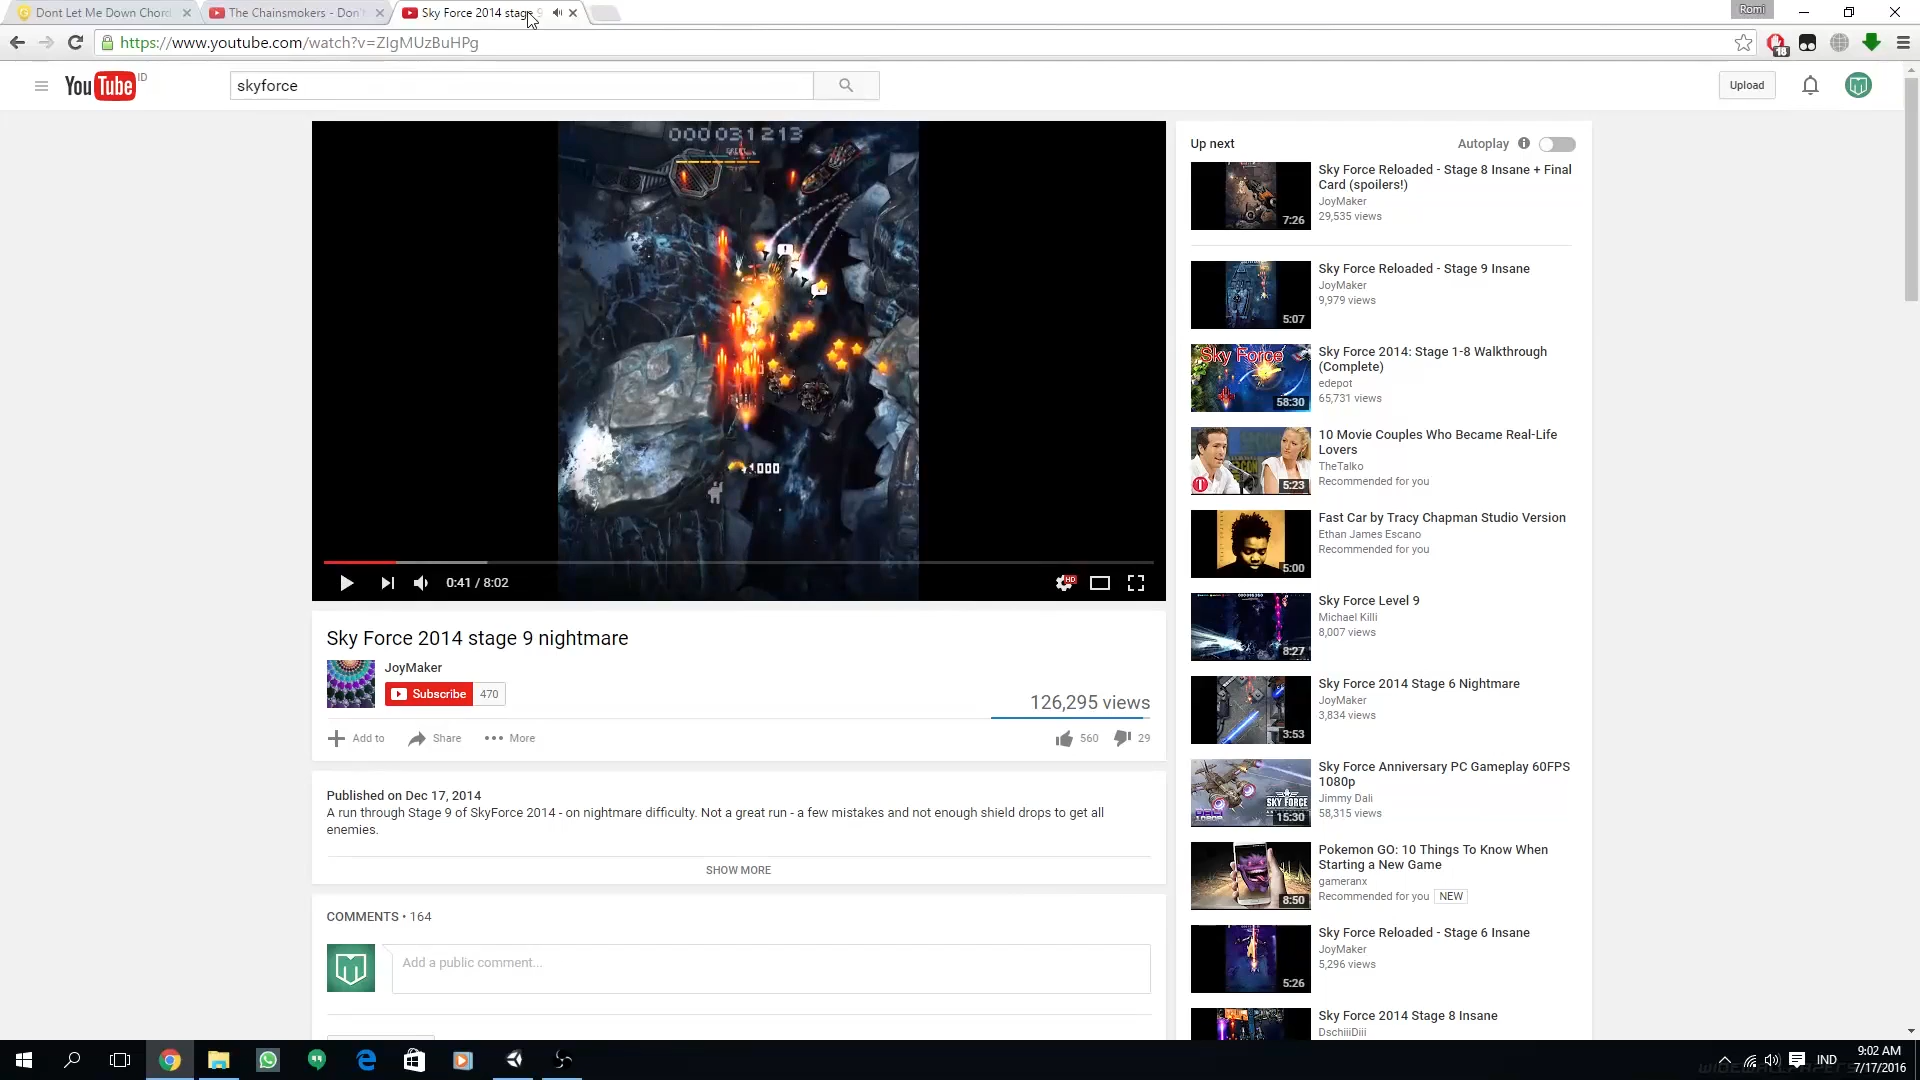 Dont Let Me Down Chord
The Chainsmokers - Don't
Sky Force 2014 stage 9
Romi
https://www.youtube.com/watch?v=ZIgMUzBuHPg
18
YouTube ID
skyforce
Upload
000031213
1000
0:41 / 8:02
HD
Sky Force 2014 stage 9 nightmare
JoyMaker
Subscribe 470
126,295 views
Add to Share More
560 29
Published on Dec 17, 2014
A run through Stage 9 of SkyForce 2014 - on nightmare difficulty. Not a great run - a few mistakes and not enough shield drops to get all
enemies.
SHOW MORE
COMMENTS • 164
Add a public comment...
Up next
Autoplay
7:26
Sky Force Reloaded - Stage 8 Insane + Final
Card (spoilers!)
JoyMaker
29,535 views
5:07
Sky Force Reloaded - Stage 9 Insane
JoyMaker
9,979 views
Sky Force
58:30
Sky Force 2014: Stage 1-8 Walkthrough
(Complete)
edepot
65,731 views
5:23
10 Movie Couples Who Became Real-Life
Lovers
TheTalko
Recommended for you
5:00
Fast Car by Tracy Chapman Studio Version
Ethan James Escano
Recommended for you
8:27
Sky Force Level 9
Michael Killi
8,007 views
3:53
Sky Force 2014 Stage 6 Nightmare
JoyMaker
3,834 views
SKY FORCE
15:30
Sky Force Anniversary PC Gameplay 60FPS
1080p
Jimmy Dali
58,315 views
8:50
Pokemon GO: 10 Things To Know When
Starting a New Game
gameranx
Recommended for you NEW
5:26
Sky Force Reloaded - Stage 6 Insane
JoyMaker
5,296 views
Sky Force 2014 Stage 8 Insane
DschiiiDiii
IND
9:02 AM
7/17/2016